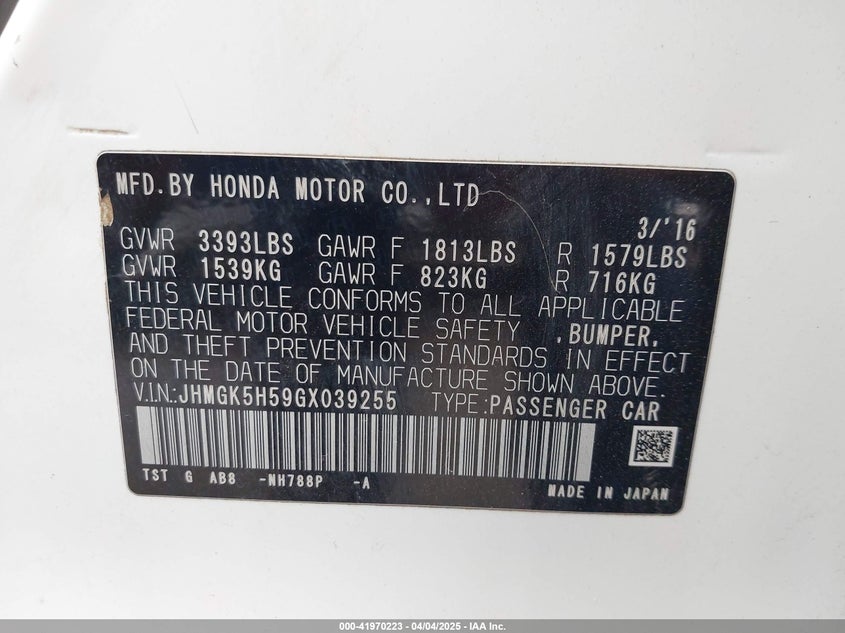 MFD.BY HONDA MOTOR CO.,LTD
3/'16
GVWR 3393LBS GAWR F 1813LBS R 1579LBS
GVWR 1539KG GAWR F 823KG R 716KG
THIS VEHICLE CONFORMS TO ALL APPLICABLE
FEDERAL MOTOR VEHICLE SAFETY ,BUMPER,
AND THEFT PREVENTION STANDARDS IN EFFECT
ON THE DATE OF MANUFACTURE SHOWN ABOVE.
V.I.N.:JHMGK5H59GX039255 TYPE:PASSENGER CAR
TST G AB8 -NH788P -A
MADE IN JAPAN
000-41970223 - 04/04/2025 - IAA Inc.